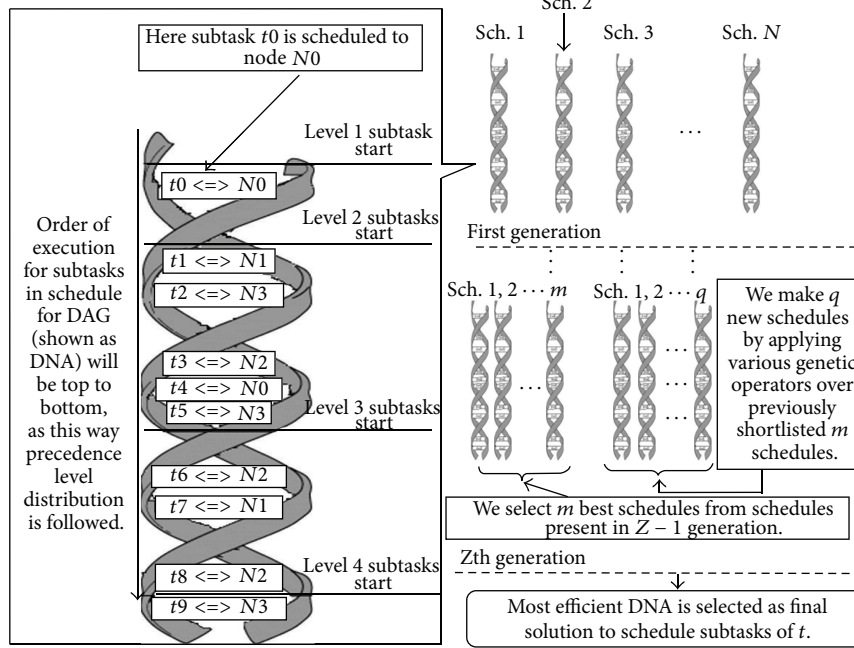 Here subtask t0 is scheduled to
node N0
Order of
execution
for subtasks
in schedule
for DAG
(shown as
DNA) will
be top to
bottom,
as this way
precedence
level
distribution
is followed.
Level 1 subtask
start
t0 <=> N0
Level 2 subtasks
start
t1 <=> N1
t2 <=> N3
t3 <=> N2
t4 <=> N0
t5 <=> N3
Level 3 subtasks
start
t6 <=> N2
t7 <=> N1
t8 <=> N2
Level 4 subtasks
start
t9 <=> N3
Sch. 2
Sch. 1
Sch. 3
Sch. N
...
First generation
Sch. 1, 2 ··· m
Sch. 1, 2 ··· q
...
...
...
...
We make q
new schedules
by applying
various genetic
operators over
previously
shortlisted m
schedules.
We select m best schedules from schedules
present in Z − 1 generation.
Zth generation
Most efficient DNA is selected as final
solution to schedule subtasks of t.